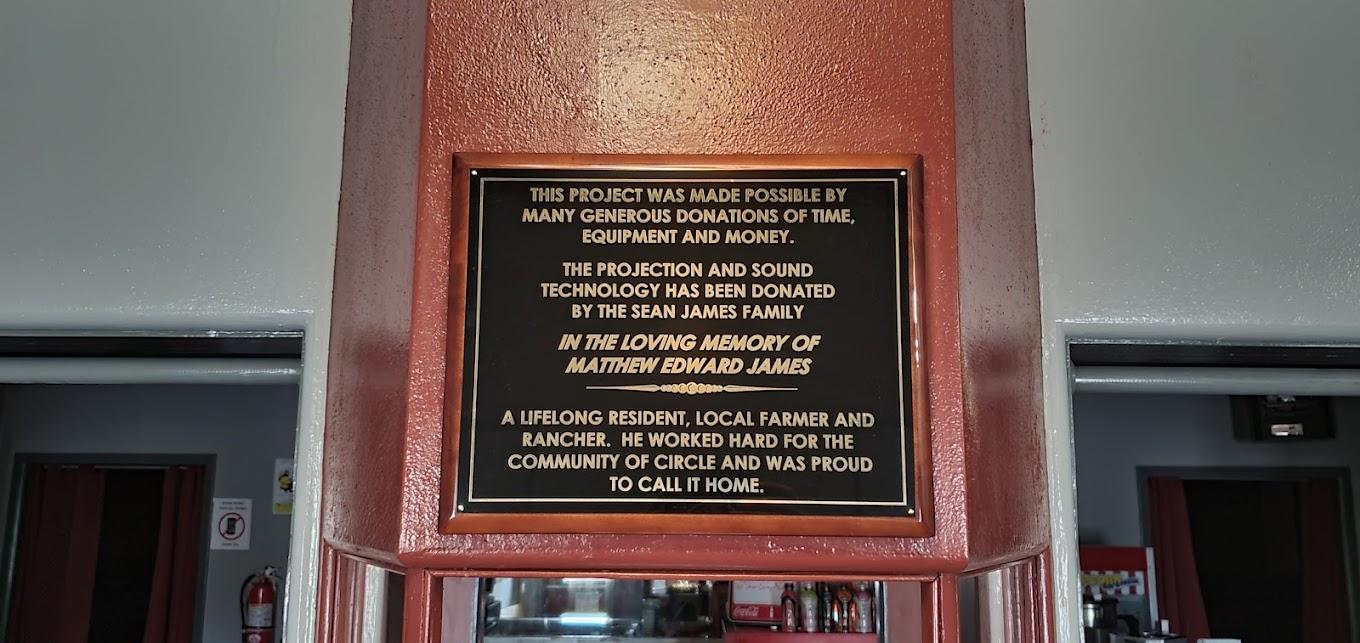 THIS PROJECT WAS MADE POSSIBLE BY
MANY GENEROUS DONATIONS OF TIME,
EQUIPMENT AND MONEY.
THE PROJECTION AND SOUND
TECHNOLOGY HAS BEEN DONATED
BY THE SEAN JAMES FAMILY
IN THE LOVING MEMORY OF
MATTHEW EDWARD JAMES
A LIFELONG RESIDENT, LOCAL FARMER AND
RANCHER. HE WORKED HARD FOR THE
COMMUNITY OF CIRCLE AND WAS PROUD
TO CALL IT HOME.
Coca-Cola